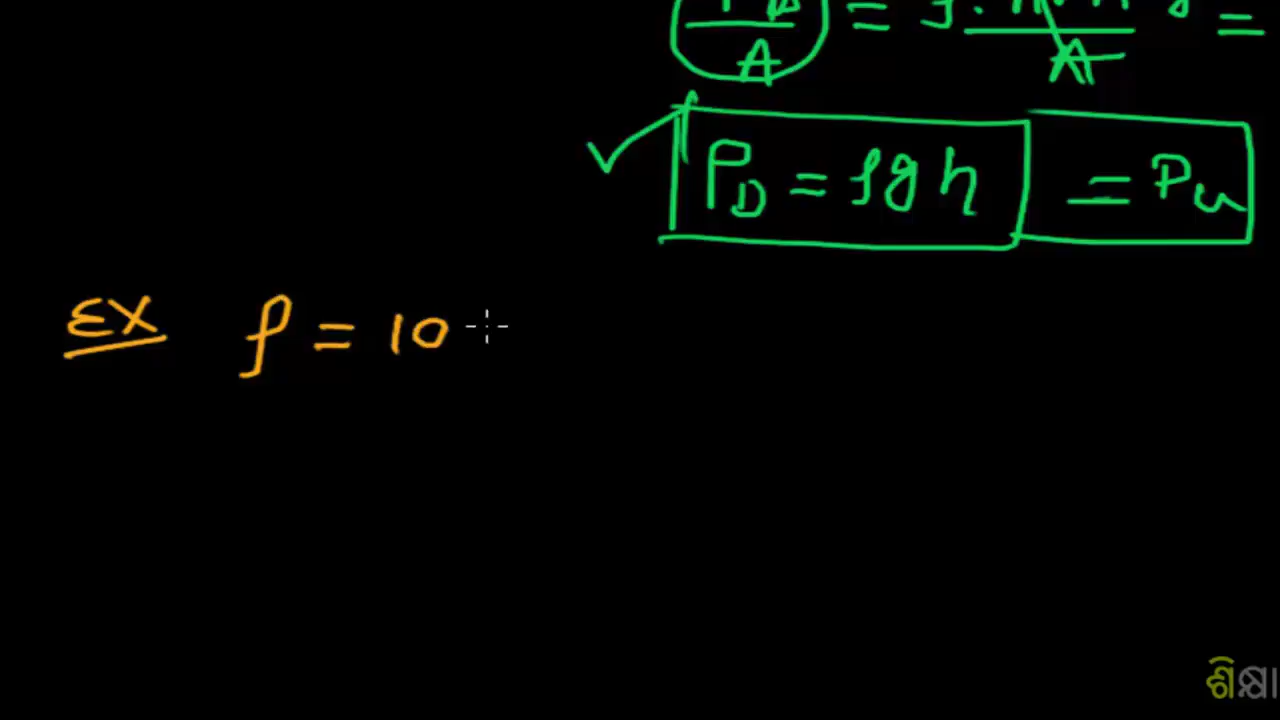 A = A =
P_D = ρgh = P_u
Ex ρ = 10
ଶିକ୍ଷା